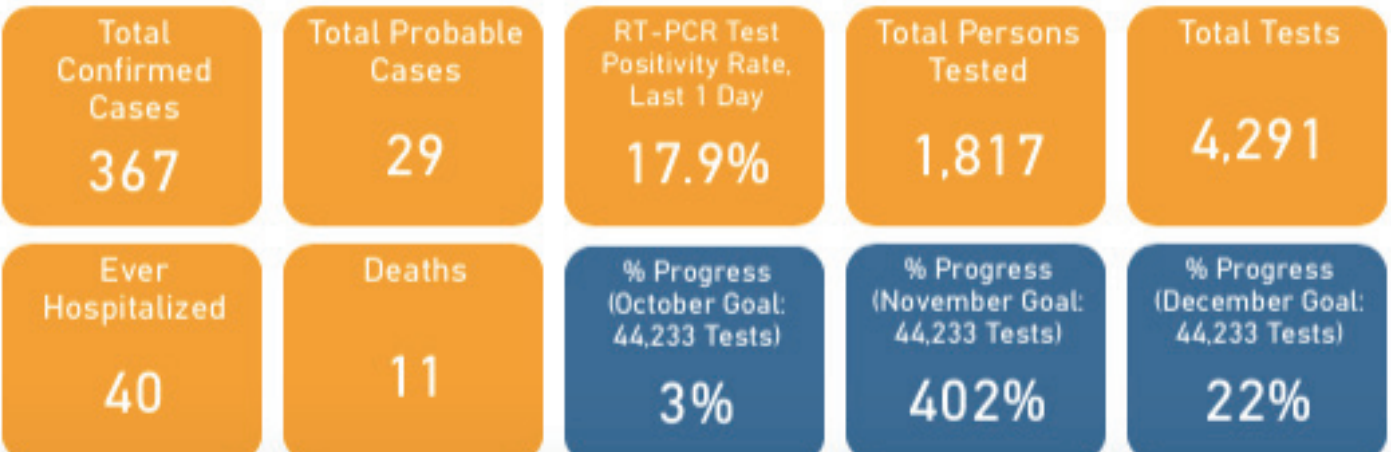 Total
Confirmed
Cases
367
Total Probable
Cases
29
RT-PCR Test
Positivity Rate,
Last 1 Day
17.9%
Total Persons
Tested
1,817
Total Tests
4,291
Ever
Hospitalized
40
Deaths
11
% Progress
(October Goal:
44,233 Tests)
3%
% Progress
(November Goal:
44,233 Tests)
402%
% Progress
(December Goal:
44,233 Tests)
22%